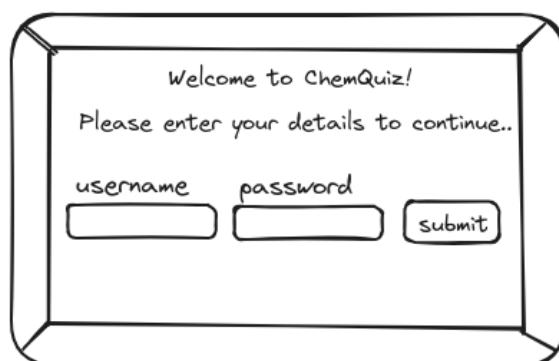 Welcome to ChemQuiz!
Please enter your details to continue..
username password
submit